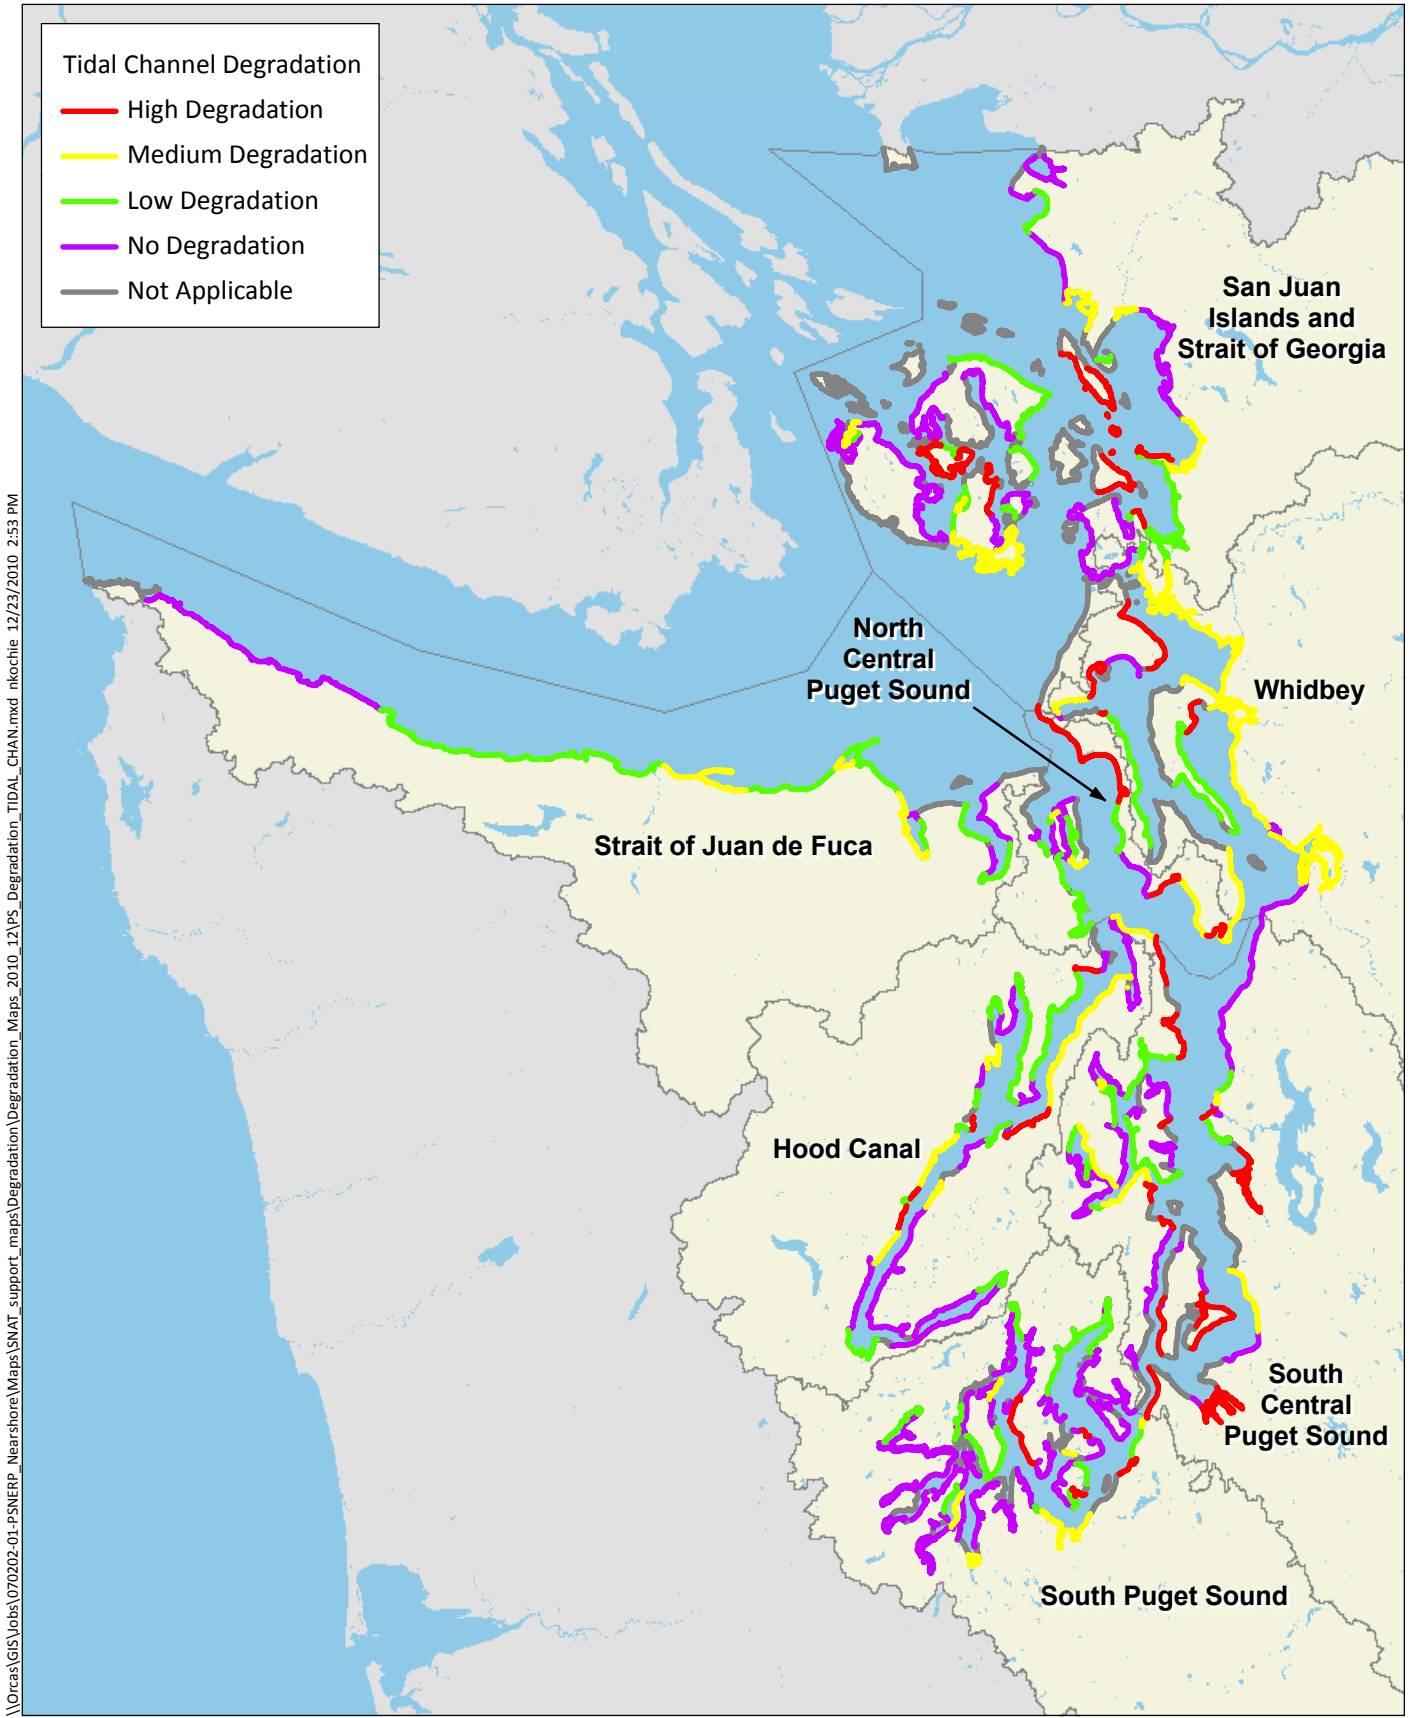 Tidal Channel Degradation
High Degradation
Medium Degradation
Low Degradation
No Degradation
Not Applicable
San Juan
Islands and
Strait of Georgia
North
Central
Puget Sound
Whidbey
Strait of Juan de Fuca
Hood Canal
South
Central
Puget Sound
South Puget Sound
\\Orcas\GIS\Jobs\070202-01-PSNERP_Nearshore\Maps\SNAT_support_maps\Degradation\Degradation_Maps_2010_12\PS_Degradation_TIDAL_CHAN.mxd nkochie 12/23/2010 2:53 PM